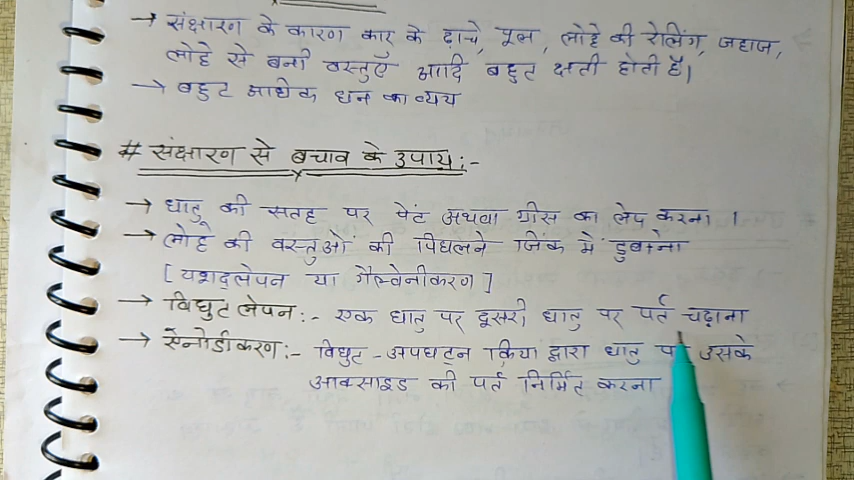 → संक्षारण के कारण कार के ढाचे, पूल, लोहे की रेलिंग, जहाज,
लोहे से बनी वस्तुएँ आदि बहुत क्षती होती हैं।
→ बहुत अधिक धन का व्यय
# संक्षारण से बचाव के उपाय:-
→ धातु की सतह पर पेंट अथवा ग्रीस का लेप करना।
→ लोहे की वस्तुओं की पिघलने जिंक में डुबोना
[यशदलेपन या गैल्वेनीकरण]
→ विधुत लेपन:- एक धातु पर दूसरी धातु पर पर्त चढ़ाना
→ ऐनोडीकरण:- विधुत-अपघटन क्रिया द्वारा धातु उसके
आक्साइड की पर्त निर्मित करना